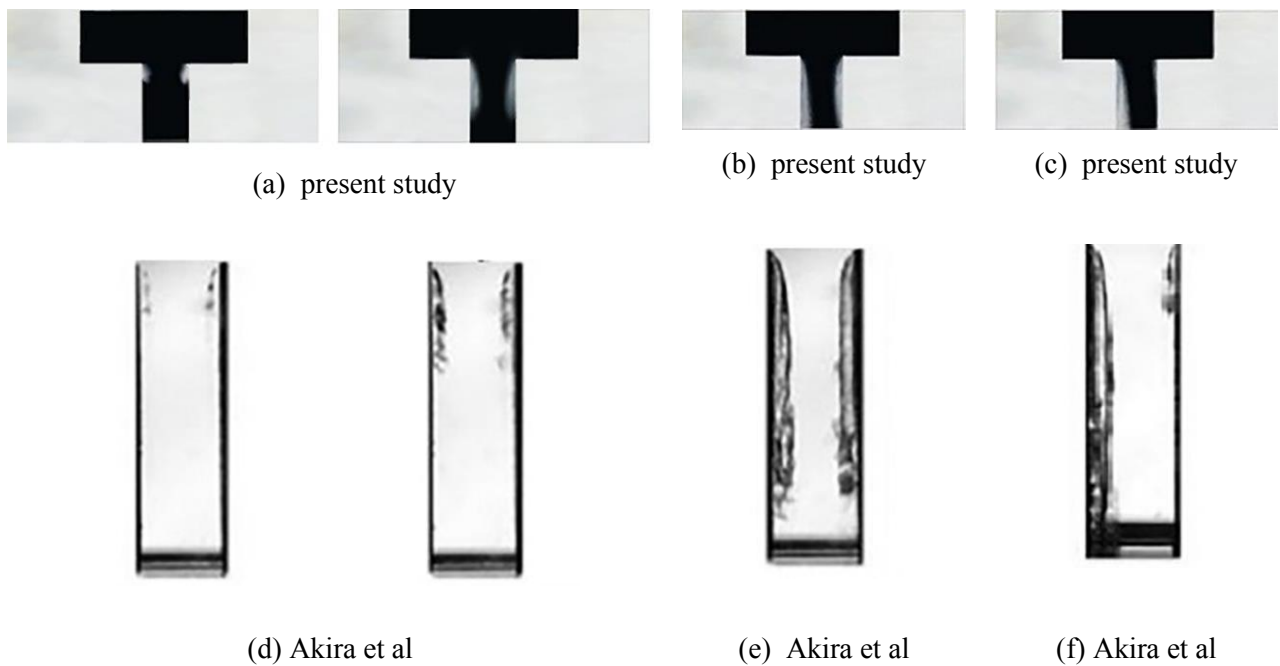 (a) present study
(b) present study
(c) present study
(d) Akira et al
(e) Akira et al
(f) Akira et al